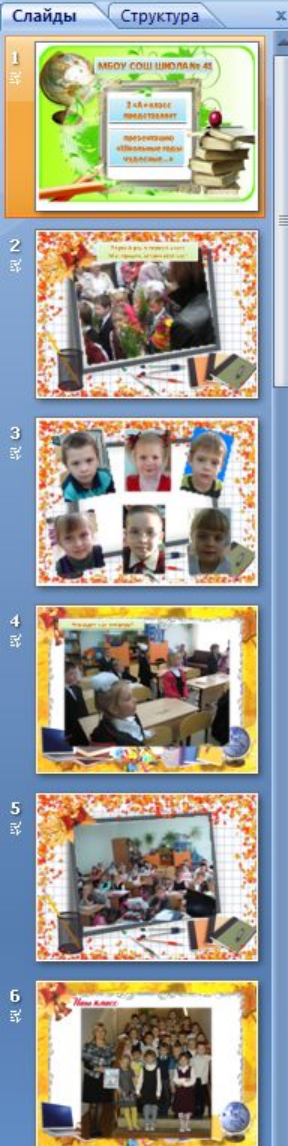 Слайды
Структура
x
1
МБОУ СОШ ШКОЛА № 41
2 «А» класс
представляет
презентацию
«Школьные годы
чудесные...»
2
3
4
5
6
Наш класс